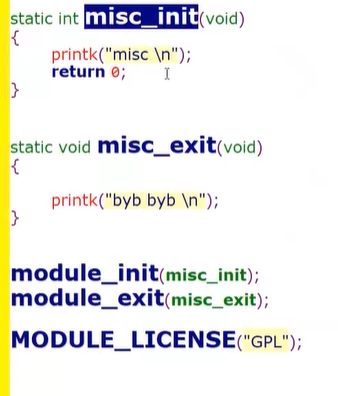 static int misc_init(void)
{
printk("misc \n");
return 0;
}
static void misc_exit(void)
{
printk("byb byb \n");
}
module_init(misc_init);
module_exit(misc_exit);
MODULE_LICENSE("GPL");